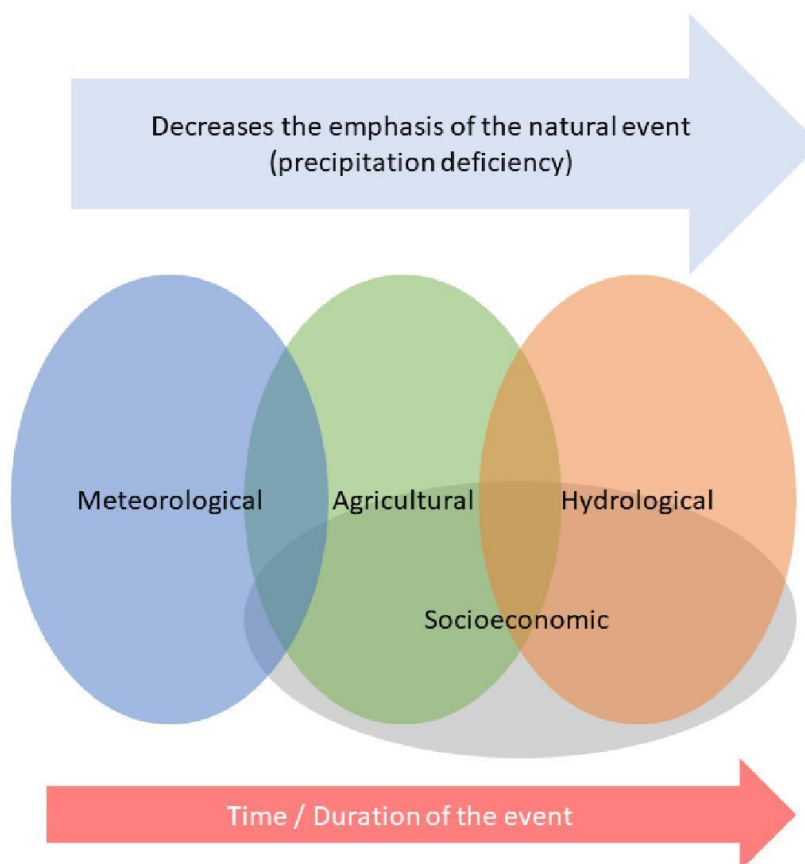 Decreases the emphasis of the natural event
(precipitation deficiency)
Meteorological
Agricultural
Hydrological
Socioeconomic
Time / Duration of the event